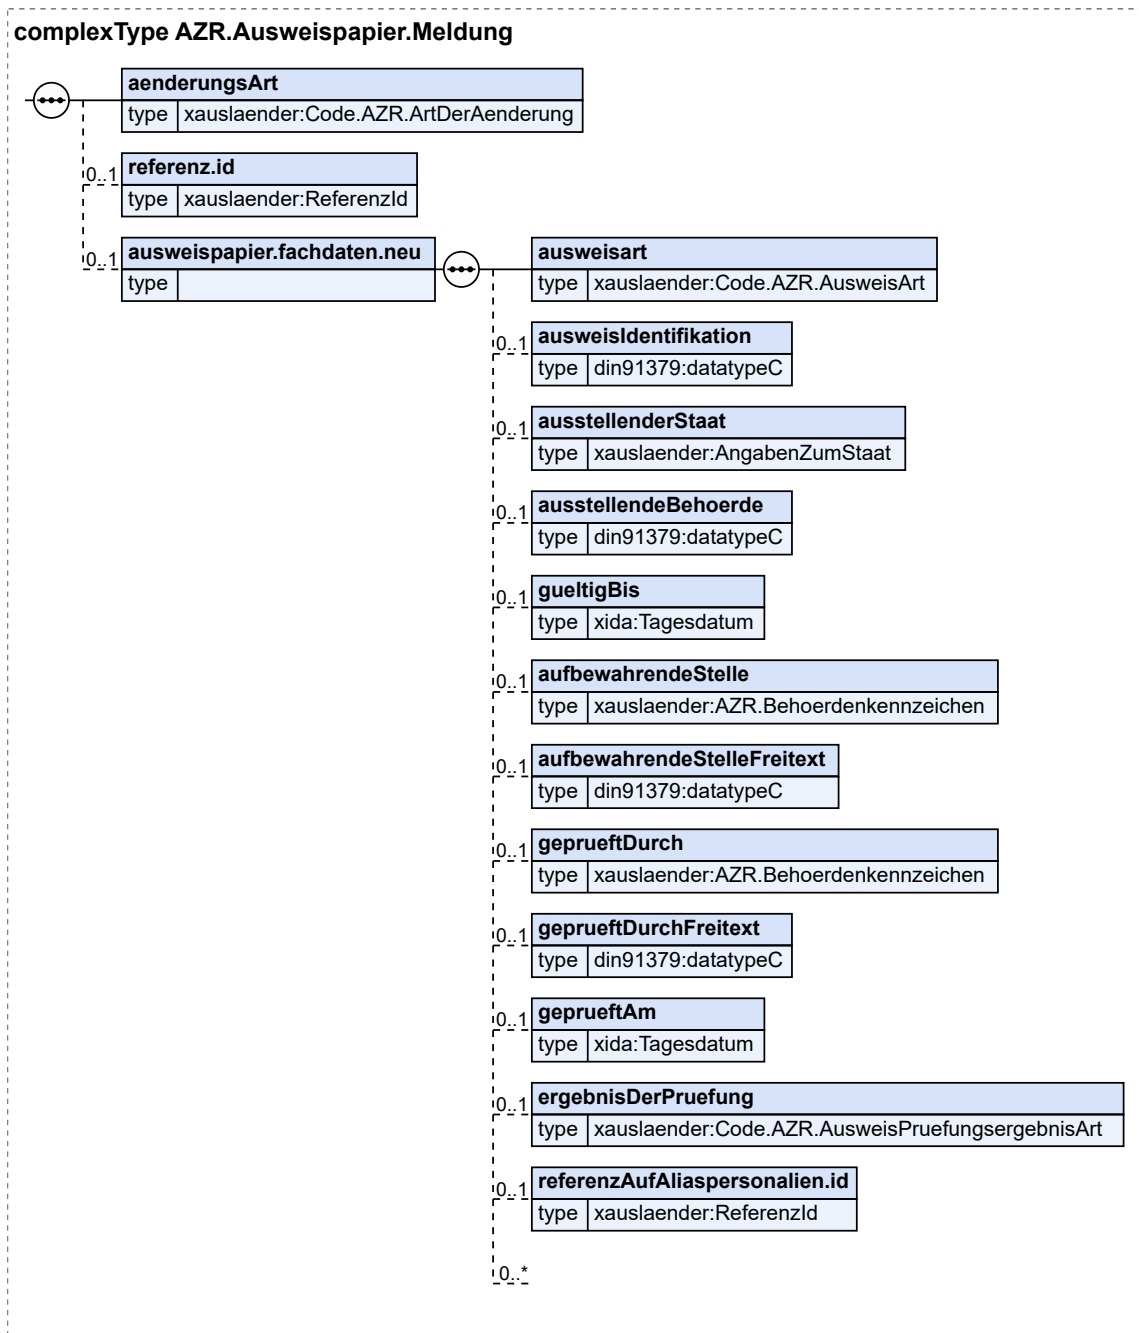 complexType AZR.Ausweispapier.Meldung
aenderungsArt
type xauslaender:Code.AZR.ArtDerAenderung
0..1 referenz.id
type xauslaender:ReferenzId
0..1 ausweispapier.fachdaten.neu
type
ausweisart
type xauslaender:Code.AZR.AusweisArt
0..1 ausweisIdentifikation
type din91379:datatypeC
0..1 ausstellenderStaat
type xauslaender:AngabenZumStaat
0..1 ausstellendeBehoerde
type din91379:datatypeC
0..1 gueltigBis
type xida:Tagesdatum
0..1 aufbewahrendeStelle
type xauslaender:AZR.Behoerdenkennzeichen
0..1 aufbewahrendeStelleFreitext
type din91379:datatypeC
0..1 geprueftDurch
type xauslaender:AZR.Behoerdenkennzeichen
0..1 geprueftDurchFreitext
type din91379:datatypeC
0..1 geprueftAm
type xida:Tagesdatum
0..1 ergebnisDerPruefung
type xauslaender:Code.AZR.AusweisPruefungsergebnisArt
0..1 referenzAufAliaspersonalien.id
type xauslaender:ReferenzId
0..*